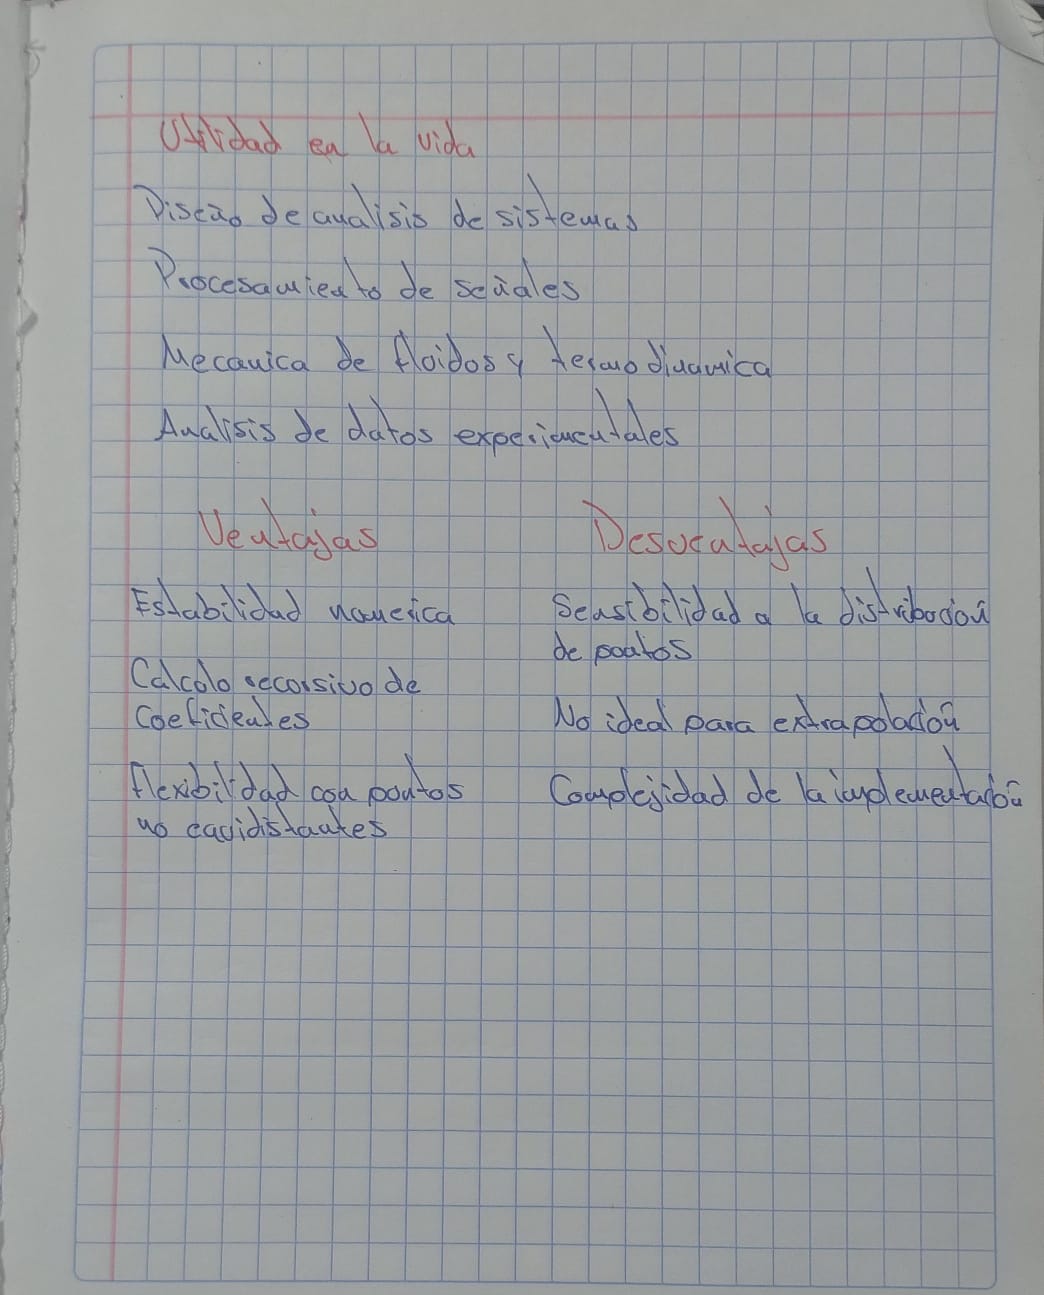 Utilidad en la vida
Diseño de analisis de sistemas
Procesamiento de señales
Mecanica de fluidos y termodinamica
Analisis de datos experimentales
Ventajas
Desventajas
Estabilidad numerica
Calculo recursivo de
Coeficientes
flexibilidad con puntos
no equidistantes
Sensibilidad a la distribución
de puntos
No ideal para extrapolación
Complejidad de la implementación